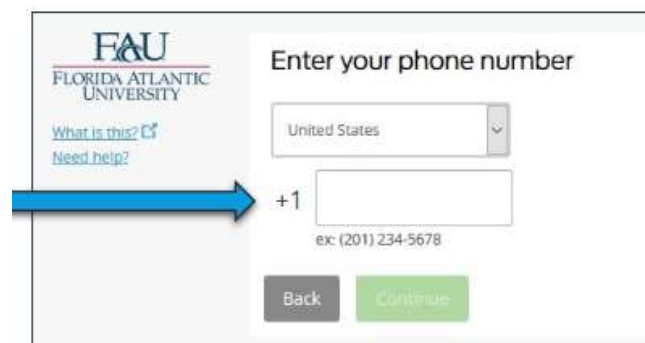 FAU
FLORIDA ATLANTIC
UNIVERSITY
What is this?
Need help?
Enter your phone number
United States
+1
ex: (201) 234-5678
Back
Continue